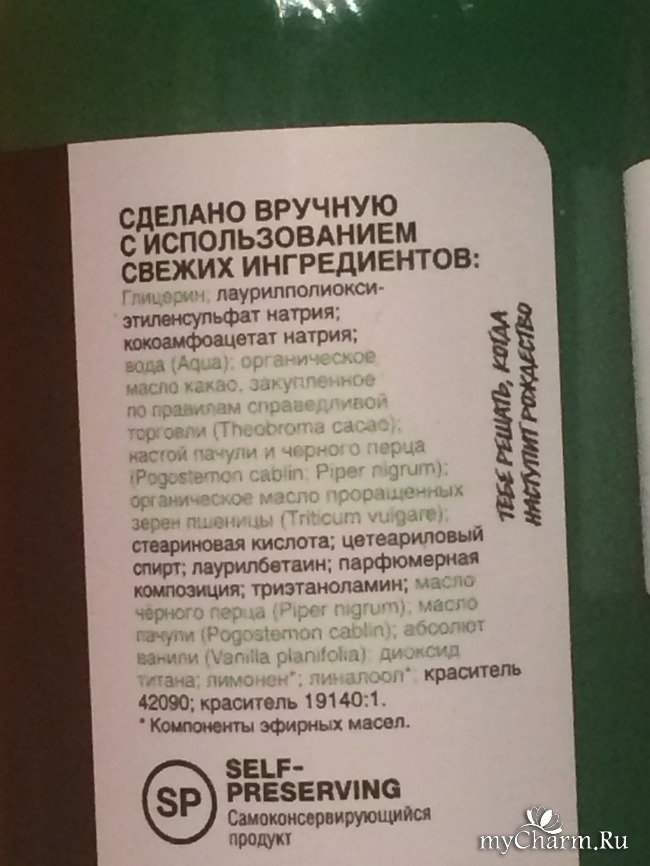 СДЕЛАНО ВРУЧНУЮ
С ИСПОЛЬЗОВАНИЕМ
СВЕЖИХ ИНГРЕДИЕНТОВ:
Глицерин; лаурилполиокси-
этиленсульфат натрия;
кокоамфоацетат натрия;
вода (Aqua); органическое
масло какао, закупленное
по правилам справедливой
торговли (Theobroma cacao);
настой пачули и черного перца
(Pogostemon cablin; Piper nigrum);
органическое масло пророщенных
зерен пшеницы (Triticum vulgare);
стеариновая кислота; цетеариловый
спирт; лаурилбетаин; парфюмерная
композиция; триэтаноламин; масло
чёрного перца (Piper nigrum); масло
пачули (Pogostemon cablin); абсолют
ванили (Vanilla planifolia); диоксид
титана; лимонен*; линалоол*; краситель
42090; краситель 19140:1.
* Компоненты эфирных масел.
ТЕБЕ РЕШАТЬ, КОГДА
НАСТУПИТ РОЖДЕСТВО
SP
SELF-
PRESERVING
Самоконсервирующийся
продукт
myCharm.Ru